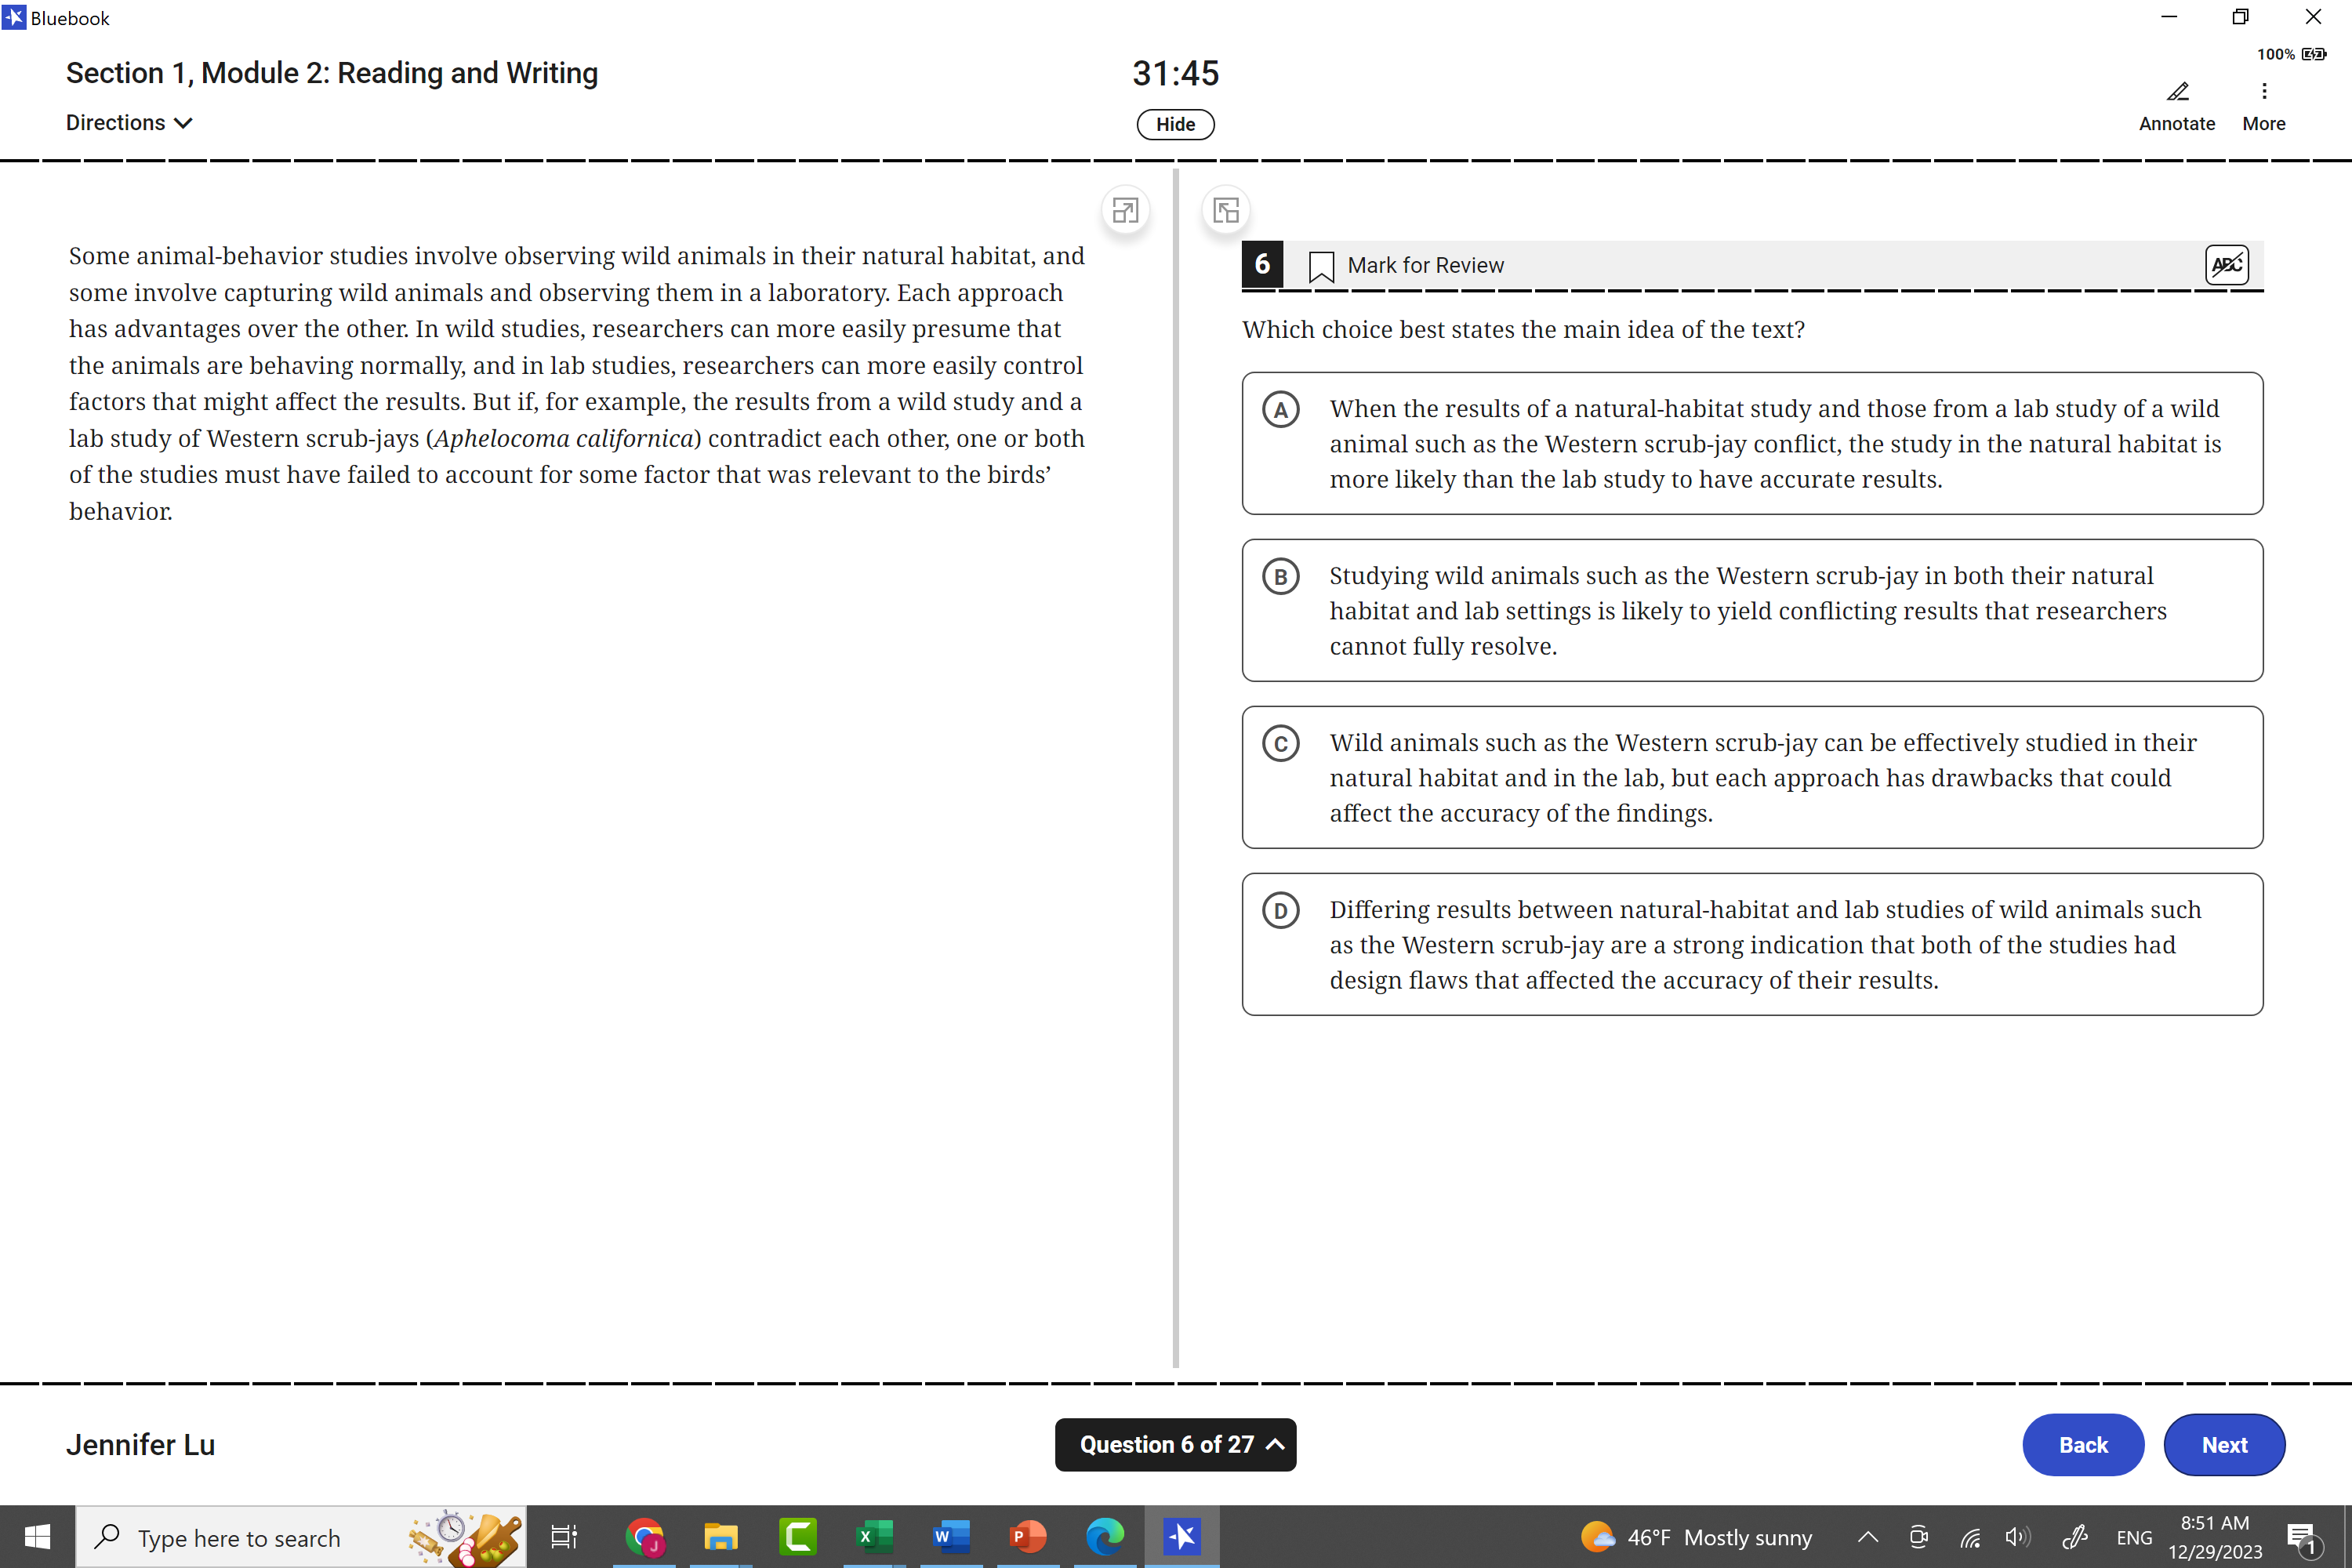 Bluebook
100%
Section 1, Module 2: Reading and Writing
31:45
Directions
Hide
Annotate
More
Some animal-behavior studies involve observing wild animals in their natural habitat, and
some involve capturing wild animals and observing them in a laboratory. Each approach
has advantages over the other. In wild studies, researchers can more easily presume that
the animals are behaving normally, and in lab studies, researchers can more easily control
factors that might affect the results. But if, for example, the results from a wild study and a
lab study of Western scrub-jays (Aphelocoma californica) contradict each other, one or both
of the studies must have failed to account for some factor that was relevant to the birds’
behavior.
6
Mark for Review
ABC
Which choice best states the main idea of the text?
A
When the results of a natural-habitat study and those from a lab study of a wild
animal such as the Western scrub-jay conflict, the study in the natural habitat is
more likely than the lab study to have accurate results.
B
Studying wild animals such as the Western scrub-jay in both their natural
habitat and lab settings is likely to yield conflicting results that researchers
cannot fully resolve.
C
Wild animals such as the Western scrub-jay can be effectively studied in their
natural habitat and in the lab, but each approach has drawbacks that could
affect the accuracy of the findings.
D
Differing results between natural-habitat and lab studies of wild animals such
as the Western scrub-jay are a strong indication that both of the studies had
design flaws that affected the accuracy of their results.
Jennifer Lu
Question 6 of 27
Back
Next
Type here to search
J
X
W
P
46°F Mostly sunny
ENG
8:51 AM
12/29/2023
1